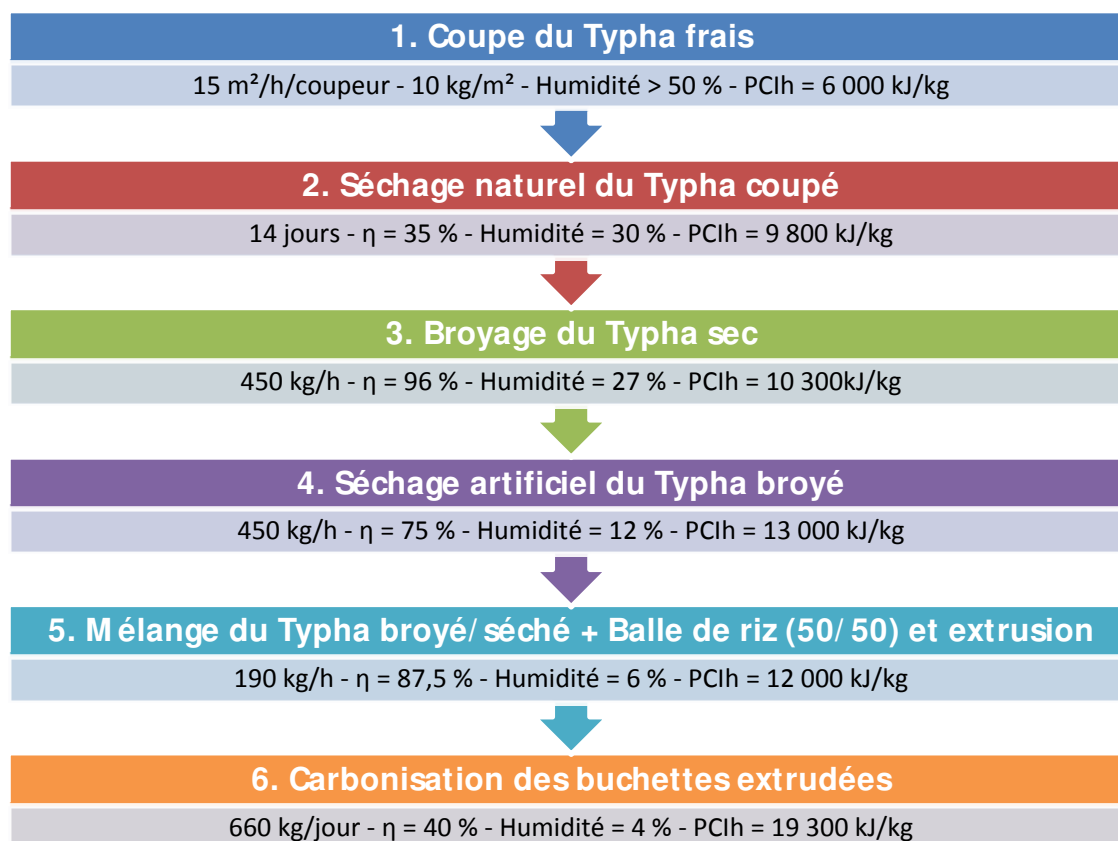 1. Coupe du Typha frais
15 m²/h/coupeur - 10 kg/m² - Humidité > 50 % - PCIh = 6 000 kJ/kg
2. Séchage naturel du Typha coupé
14 jours - η = 35 % - Humidité = 30 % - PCIh = 9 800 kJ/kg
3. Broyage du Typha sec
450 kg/h - η = 96 % - Humidité = 27 % - PCIh = 10 300kJ/kg
4. Séchage artificiel du Typha broyé
450 kg/h - η = 75 % - Humidité = 12 % - PCIh = 13 000 kJ/kg
5. Mélange du Typha broyé/séché + Balle de riz (50/50) et extrusion
190 kg/h - η = 87,5 % - Humidité = 6 % - PCIh = 12 000 kJ/kg
6. Carbonisation des buchettes extrudées
660 kg/jour - η = 40 % - Humidité = 4 % - PCIh = 19 300 kJ/kg